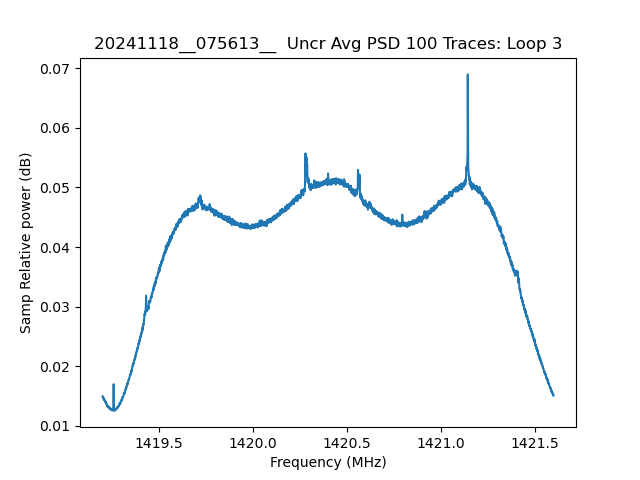 20241118__075613__  Uncr Avg PSD 100 Traces: Loop 3
0.07
0.06
0.05
0.04
0.03
0.02
0.01
Samp Relative power (dB)
1419.5 1420.0 1420.5 1421.0 1421.5
Frequency (MHz)